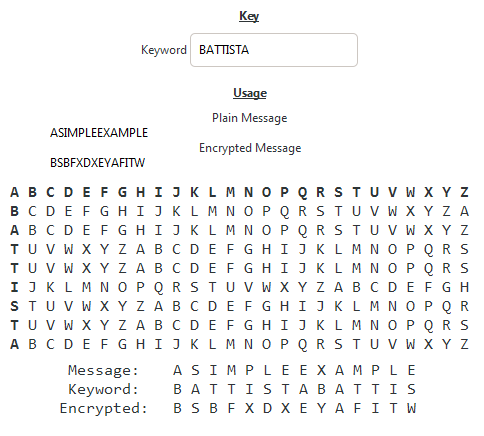 Key
Keyword BATTISTA
Usage
Plain Message
ASIMPLEEXAMPLE
Encrypted Message
BSBFXDXEYAFITW
A B C D E F G H I J K L M N O P Q R S T U V W X Y Z
B C D E F G H I J K L M N O P Q R S T U V W X Y Z A
A B C D E F G H I J K L M N O P Q R S T U V W X Y Z
T U V W X Y Z A B C D E F G H I J K L M N O P Q R S
T U V W X Y Z A B C D E F G H I J K L M N O P Q R S
I J K L M N O P Q R S T U V W X Y Z A B C D E F G H
S T U V W X Y Z A B C D E F G H I J K L M N O P Q R
T U V W X Y Z A B C D E F G H I J K L M N O P Q R S
A B C D E F G H I J K L M N O P Q R S T U V W X Y Z
Message: A S I M P L E E X A M P L E
Keyword: B A T T I S T A B A T T I S
Encrypted: B S B F X D X E Y A F I T W